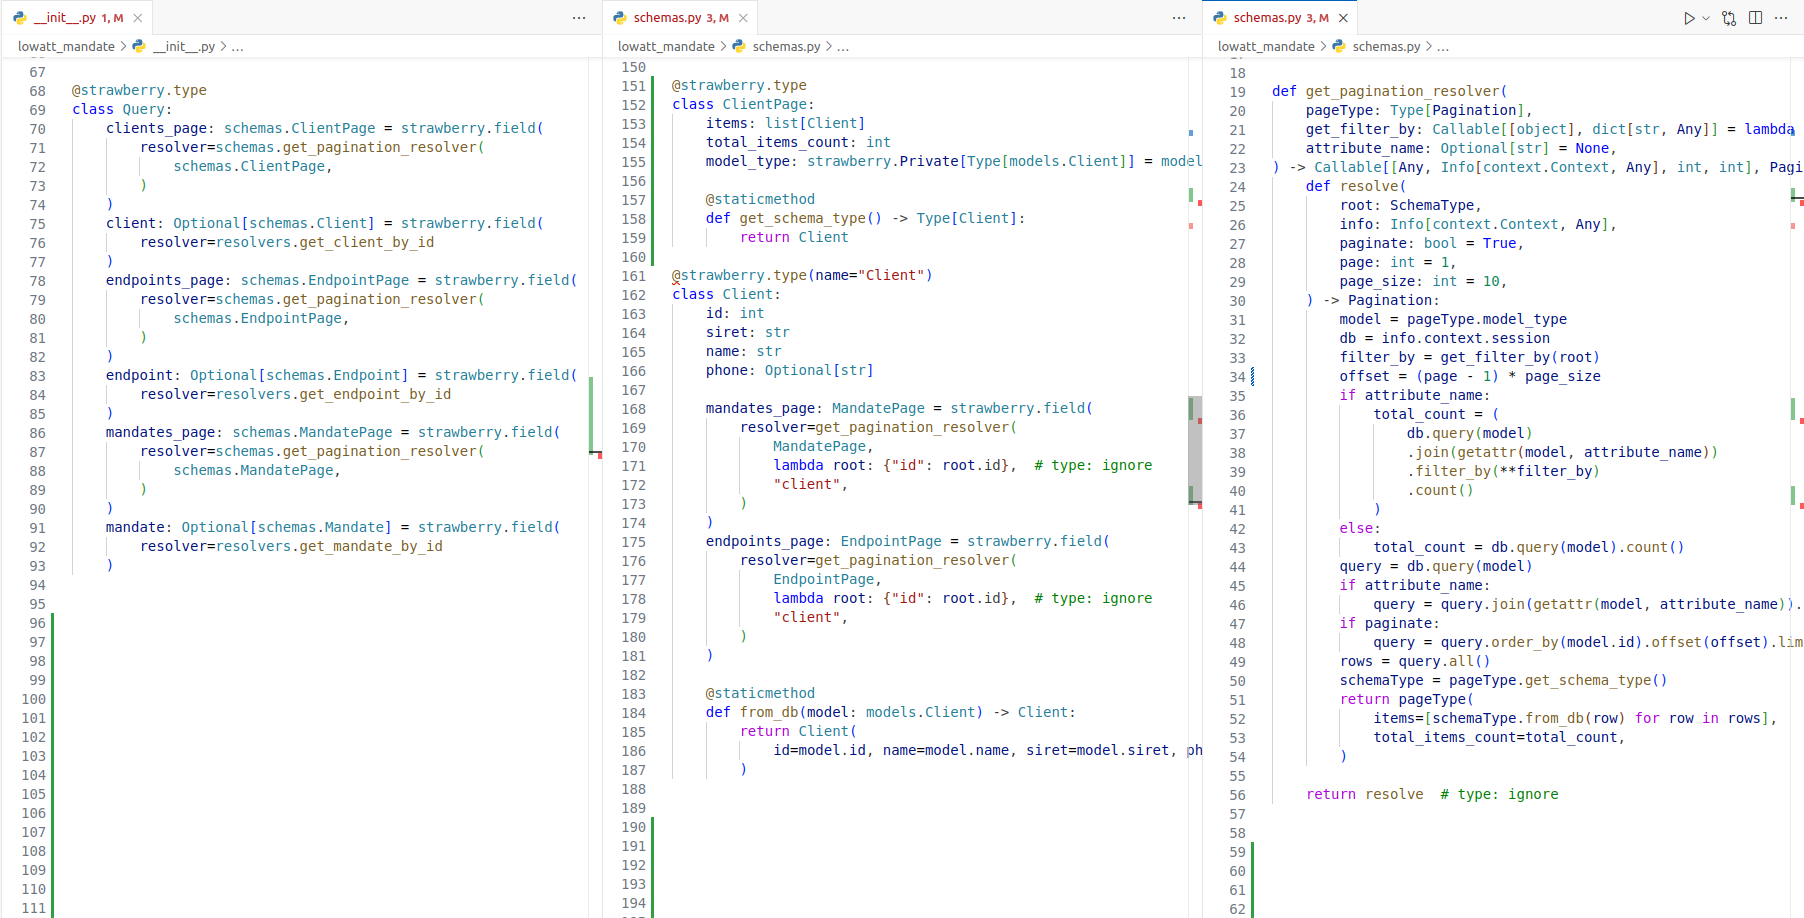 __init__.py 1, M
lowatt_mandate > __init__.py > ...
67
68 @strawberry.type
69 class Query:
70 clients_page: schemas.ClientPage = strawberry.field(
71 resolver=schemas.get_pagination_resolver(
72 schemas.ClientPage,
73 )
74 )
75 client: Optional[schemas.Client] = strawberry.field(
76 resolver=resolvers.get_client_by_id
77 )
78 endpoints_page: schemas.EndpointPage = strawberry.field(
79 resolver=schemas.get_pagination_resolver(
80 schemas.EndpointPage,
81 )
82 )
83 endpoint: Optional[schemas.Endpoint] = strawberry.field(
84 resolver=resolvers.get_endpoint_by_id
85 )
86 mandates_page: schemas.MandatePage = strawberry.field(
87 resolver=schemas.get_pagination_resolver(
88 schemas.MandatePage,
89 )
90 )
91 mandate: Optional[schemas.Mandate] = strawberry.field(
92 resolver=resolvers.get_mandate_by_id
93 )
94
95
96
97
98
99
100
101
102
103
104
105
106
107
108
109
110
111
schemas.py 3, M
lowatt_mandate > schemas.py > ...
150
151 @strawberry.type
152 class ClientPage:
153 items: list[Client]
154 total_items_count: int
155 model_type: strawberry.Private[Type[models.Client]] = model
156
157 @staticmethod
158 def get_schema_type() -> Type[Client]:
159 return Client
160
161 @strawberry.type(name="Client")
162 class Client:
163 id: int
164 siret: str
165 name: str
166 phone: Optional[str]
167
168 mandates_page: MandatePage = strawberry.field(
169 resolver=get_pagination_resolver(
170 MandatePage,
171 lambda root: {"id": root.id}, # type: ignore
172 "client",
173 )
174 )
175 endpoints_page: EndpointPage = strawberry.field(
176 resolver=get_pagination_resolver(
177 EndpointPage,
178 lambda root: {"id": root.id}, # type: ignore
179 "client",
180 )
181 )
182
183 @staticmethod
184 def from_db(model: models.Client) -> Client:
185 return Client(
186 id=model.id, name=model.name, siret=model.siret, ph
187 )
188
189
190
191
192
193
194
schemas.py 3, M
lowatt_mandate > schemas.py > ...
18
19 def get_pagination_resolver(
20 pageType: Type[Pagination],
21 get_filter_by: Callable[[object], dict[str, Any]] = lambda
22 attribute_name: Optional[str] = None,
23 ) -> Callable[[Any, Info[context.Context, Any], int, int], Pagi
24 def resolve(
25 root: SchemaType,
26 info: Info[context.Context, Any],
27 paginate: bool = True,
28 page: int = 1,
29 page_size: int = 10,
30 ) -> Pagination:
31 model = pageType.model_type
32 db = info.context.session
33 filter_by = get_filter_by(root)
34 offset = (page - 1) * page_size
35 if attribute_name:
36 total_count = (
37 db.query(model)
38 .join(getattr(model, attribute_name))
39 .filter_by(**filter_by)
40 .count()
41 )
42 else:
43 total_count = db.query(model).count()
44 query = db.query(model)
45 if attribute_name:
46 query = query.join(getattr(model, attribute_name)).
47 if paginate:
48 query = query.order_by(model.id).offset(offset).lim
49 rows = query.all()
50 schemaType = pageType.get_schema_type()
51 return pageType(
52 items=[schemaType.from_db(row) for row in rows],
53 total_items_count=total_count,
54 )
55
56 return resolve # type: ignore
57
58
59
60
61
62